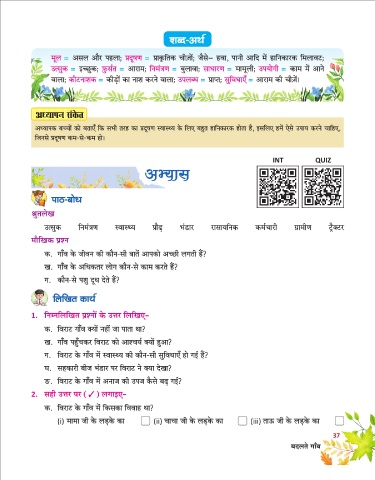 शब्द-अर्थ
मूल = असल और पहला; प्रदूषण = प्राकृतिक चीज़ों; जैसे– हवा, पानी आदि में हानिकारक मिलावट;
उत्सुक = इच्छुक; फ़ुर्सत = आराम; निमंत्रण = बुलावा; साधारण = मामूली; उपयोगी = काम में आने
वाला; कीटनाशक = कीड़ों का नाश करने वाला; उपलब्ध = प्राप्त; सुविधाएँ = आराम की चीज़ें।
अध्यापन संकेत
अध्यापक बच्चों को बताएँ कि सभी तरह का प्रदूषण स्वास्थ्य के लिए बहुत हानिकारक होता है, इसलिए हमें ऐसे उपाय करने चाहिए,
जिनसे प्रदूषण कम-से-कम हो।
INT QUIZ
अभ्यास
पाठ-बोध
श्रुतलेख
उत्सुक निमंत्रण स्वास्थ्य प्रौढ़ भंडार रासायनिक कर्मचारी ग्रामीण ट्रैक्टर
मौखिक प्रश्न
क. गाँव के जीवन की कौन-सी बातें आपको अच्छी लगती हैं?
ख. गाँव के अधिकतर लोग कौन-से काम करते हैं?
ग. कौन-से पशु दूध देते हैं?
लिखित कार्य
1. निम्नलिखित प्रश्नों के उत्तर लिखिए–
क. विराट गाँव क्यों नहीं जा पाता था?
ख. गाँव पहुँचकर विराट को आश्चर्य क्यों हुआ?
ग. विराट के गाँव में स्वास्थ्य की कौन-सी सुविधाएँ हो गई हैं?
घ. सहकारी बीज भंडार पर विराट ने क्या देखा?
ङ. विराट के गाँव में अनाज की उपज कैसे बढ़ गई?
2. सही उत्तर पर (✓) लगाइए–
क. विराट के गाँव में किसका विवाह था?
(i) मामा जी के लड़के का (ii) चाचा जी के लड़के का (iii) ताऊ जी के लड़के का
37
बदलते गाँव